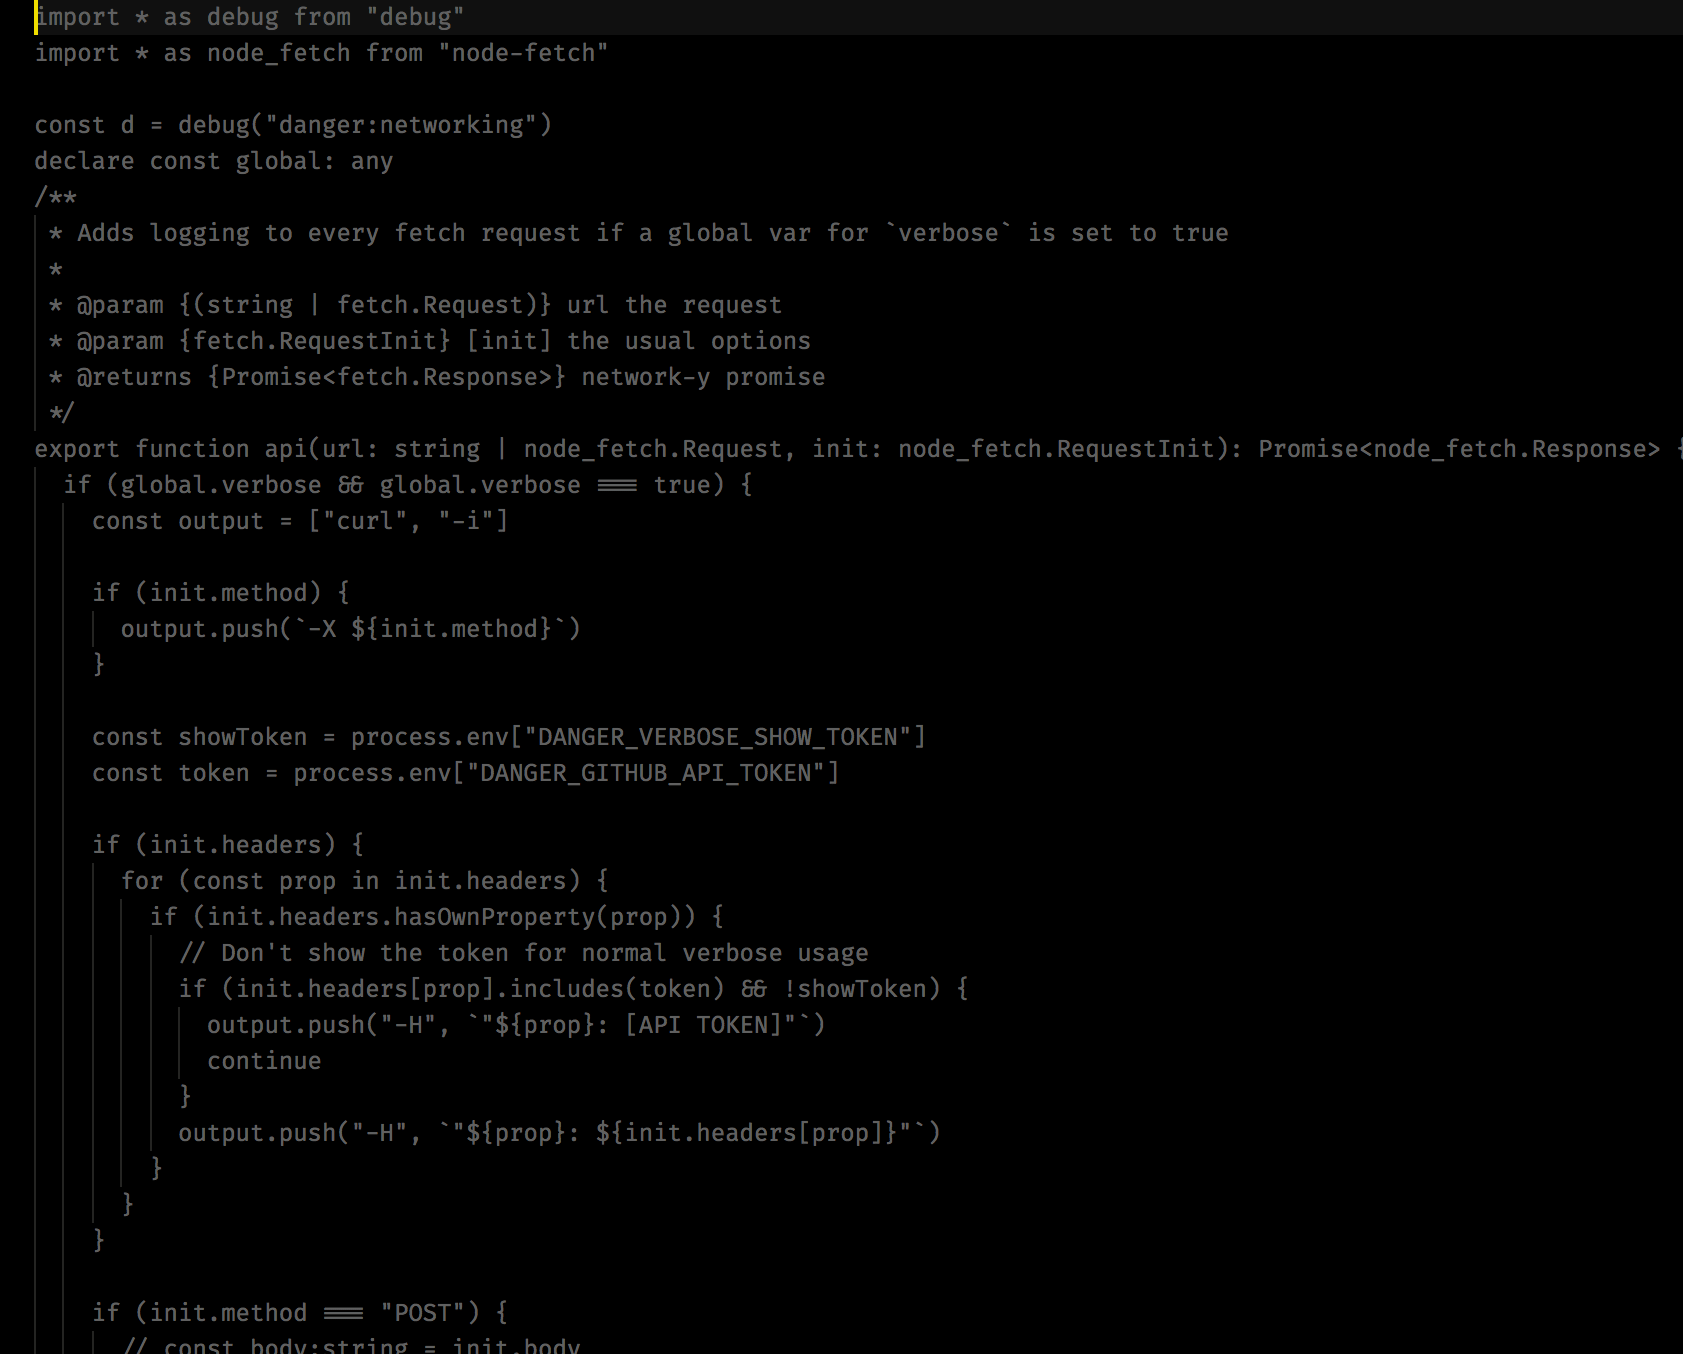 import * as debug from "debug"
import * as node_fetch from "node-fetch"
const d = debug("danger:networking")
declare const global: any
/**
* Adds logging to every fetch request if a global var for `verbose` is set to true
*
* @param {(string | fetch.Request)} url the request
* @param {fetch.RequestInit} [init] the usual options
* @returns {Promise<fetch.Response>} network-y promise
*/
export function api(url: string | node_fetch.Request, init: node_fetch.RequestInit): Promise<node_fetch.Response> {
if (global.verbose && global.verbose === true) {
const output = ["curl", "-i"]
if (init.method) {
output.push(`-X ${init.method}`)
}
const showToken = process.env["DANGER_VERBOSE_SHOW_TOKEN"]
const token = process.env["DANGER_GITHUB_API_TOKEN"]
if (init.headers) {
for (const prop in init.headers) {
if (init.headers.hasOwnProperty(prop)) {
// Don't show the token for normal verbose usage
if (init.headers[prop].includes(token) && !showToken) {
output.push("-H", `"${prop}: [API TOKEN]"`)
continue
}
output.push("-H", `"${prop}: ${init.headers[prop]}"`)
}
}
}
if (init.method === "POST") {
// const body:string = init.body